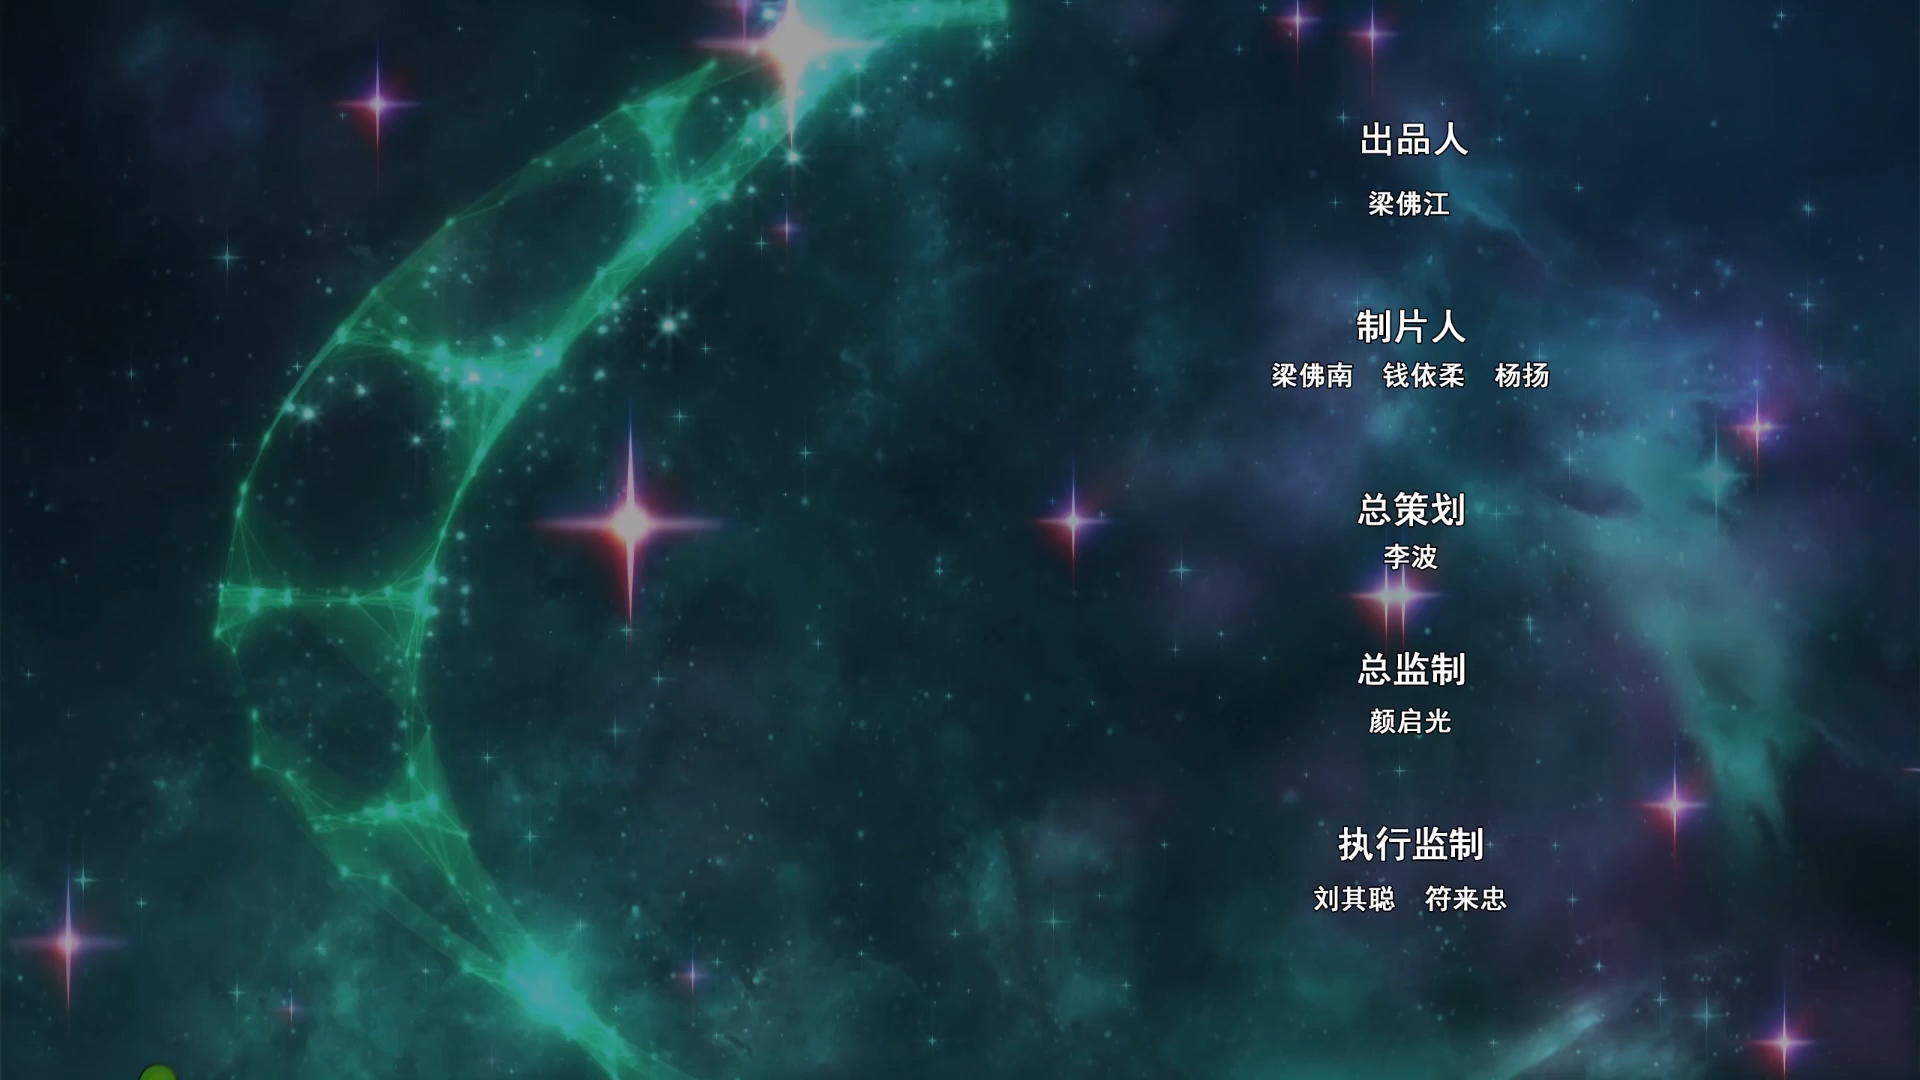 出品人
梁佛江
制片人
梁佛南 钱依柔 杨扬
总策划
李波
总监制
颜启光
执行监制
刘其聪 符来忠